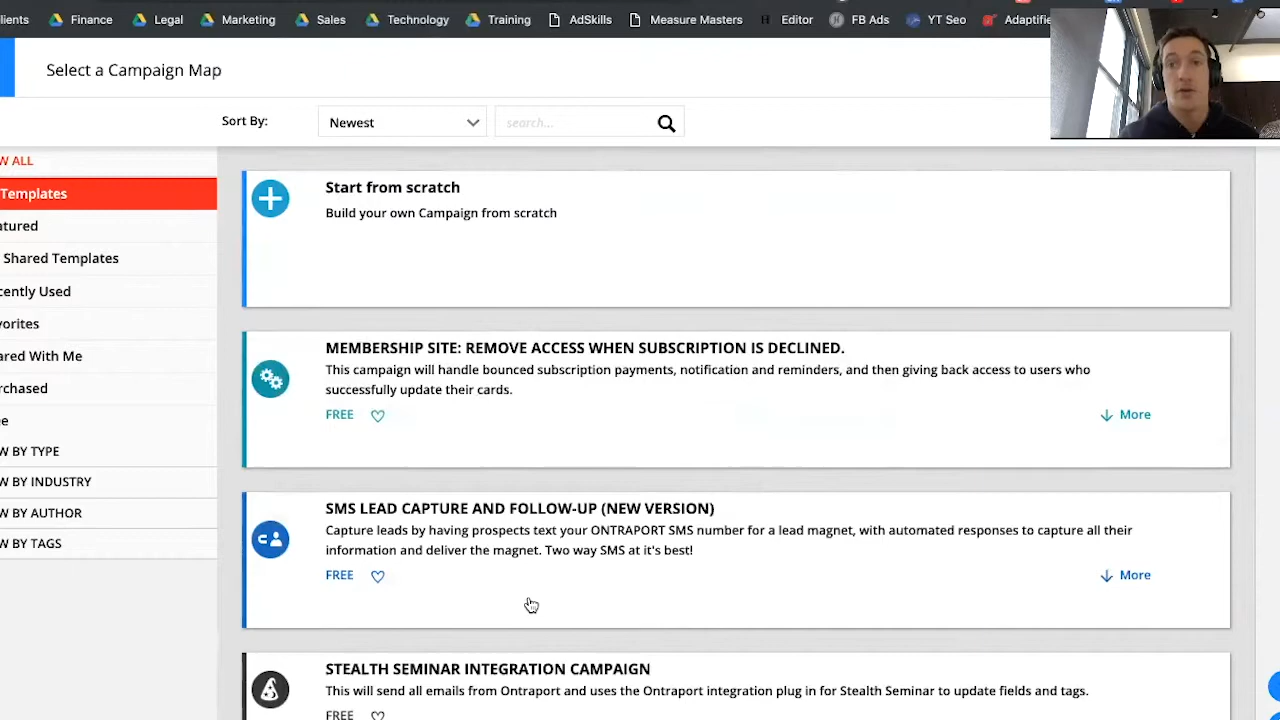 lients Finance Legal Marketing Sales Technology Training AdSkills Measure Masters Editor FB Ads YT Seo Adaptifie
Select a Campaign Map
Sort By: Newest search...
W ALL
Templates
atured
Shared Templates
cently Used
vorites
ared With Me
rchased
e
W BY TYPE
W BY INDUSTRY
W BY AUTHOR
W BY TAGS
Start from scratch
Build your own Campaign from scratch
MEMBERSHIP SITE: REMOVE ACCESS WHEN SUBSCRIPTION IS DECLINED.
This campaign will handle bounced subscription payments, notification and reminders, and then giving back access to users who
successfully update their cards.
FREE More
SMS LEAD CAPTURE AND FOLLOW-UP (NEW VERSION)
Capture leads by having prospects text your ONTRAPORT SMS number for a lead magnet, with automated responses to capture all their
information and deliver the magnet. Two way SMS at it's best!
FREE More
STEALTH SEMINAR INTEGRATION CAMPAIGN
This will send all emails from Ontraport and uses the Ontraport integration plug in for Stealth Seminar to update fields and tags.
FREE